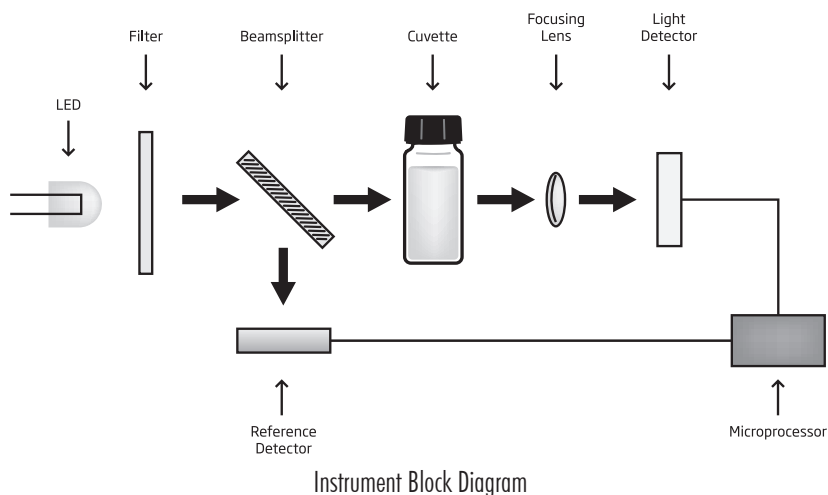 Filter
Beamsplitter
Cuvette
Focusing
Lens
Light
Detector
LED
Reference
Detector
Microprocessor
Instrument Block Diagram